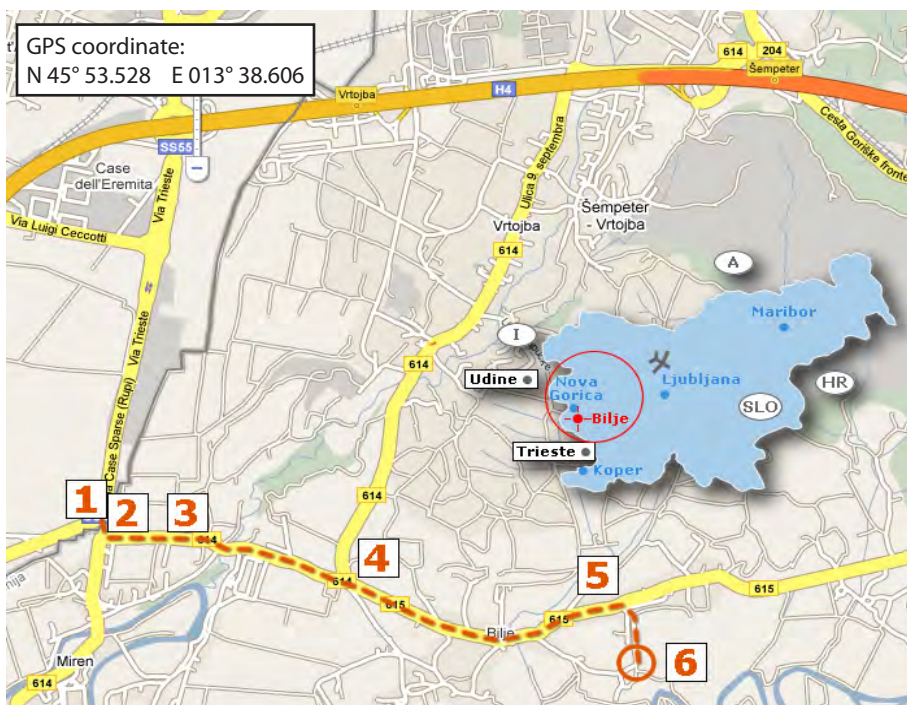 GPS coordinate:
N 45° 53.528 E 013° 38.606
614
204
Šempeter
Vrtojba
H4
SS55
Case
dell'Eremita
Via Trieste
Ulica 9. septembra
Cesta Goriške fronte
Via Luigi Ceccotti
Vrtojba
Šempeter
- Vrtojba
614
A
Via Trieste
Maribor
I
614
Udine
Nova
Gorica
Ljubljana
HR
SLO
Bilje
Trieste
Koper
Case Sparse (Rupi)
614
1
2
3
614
4
614
5
615
615
615
Bilje
6
Miren
614